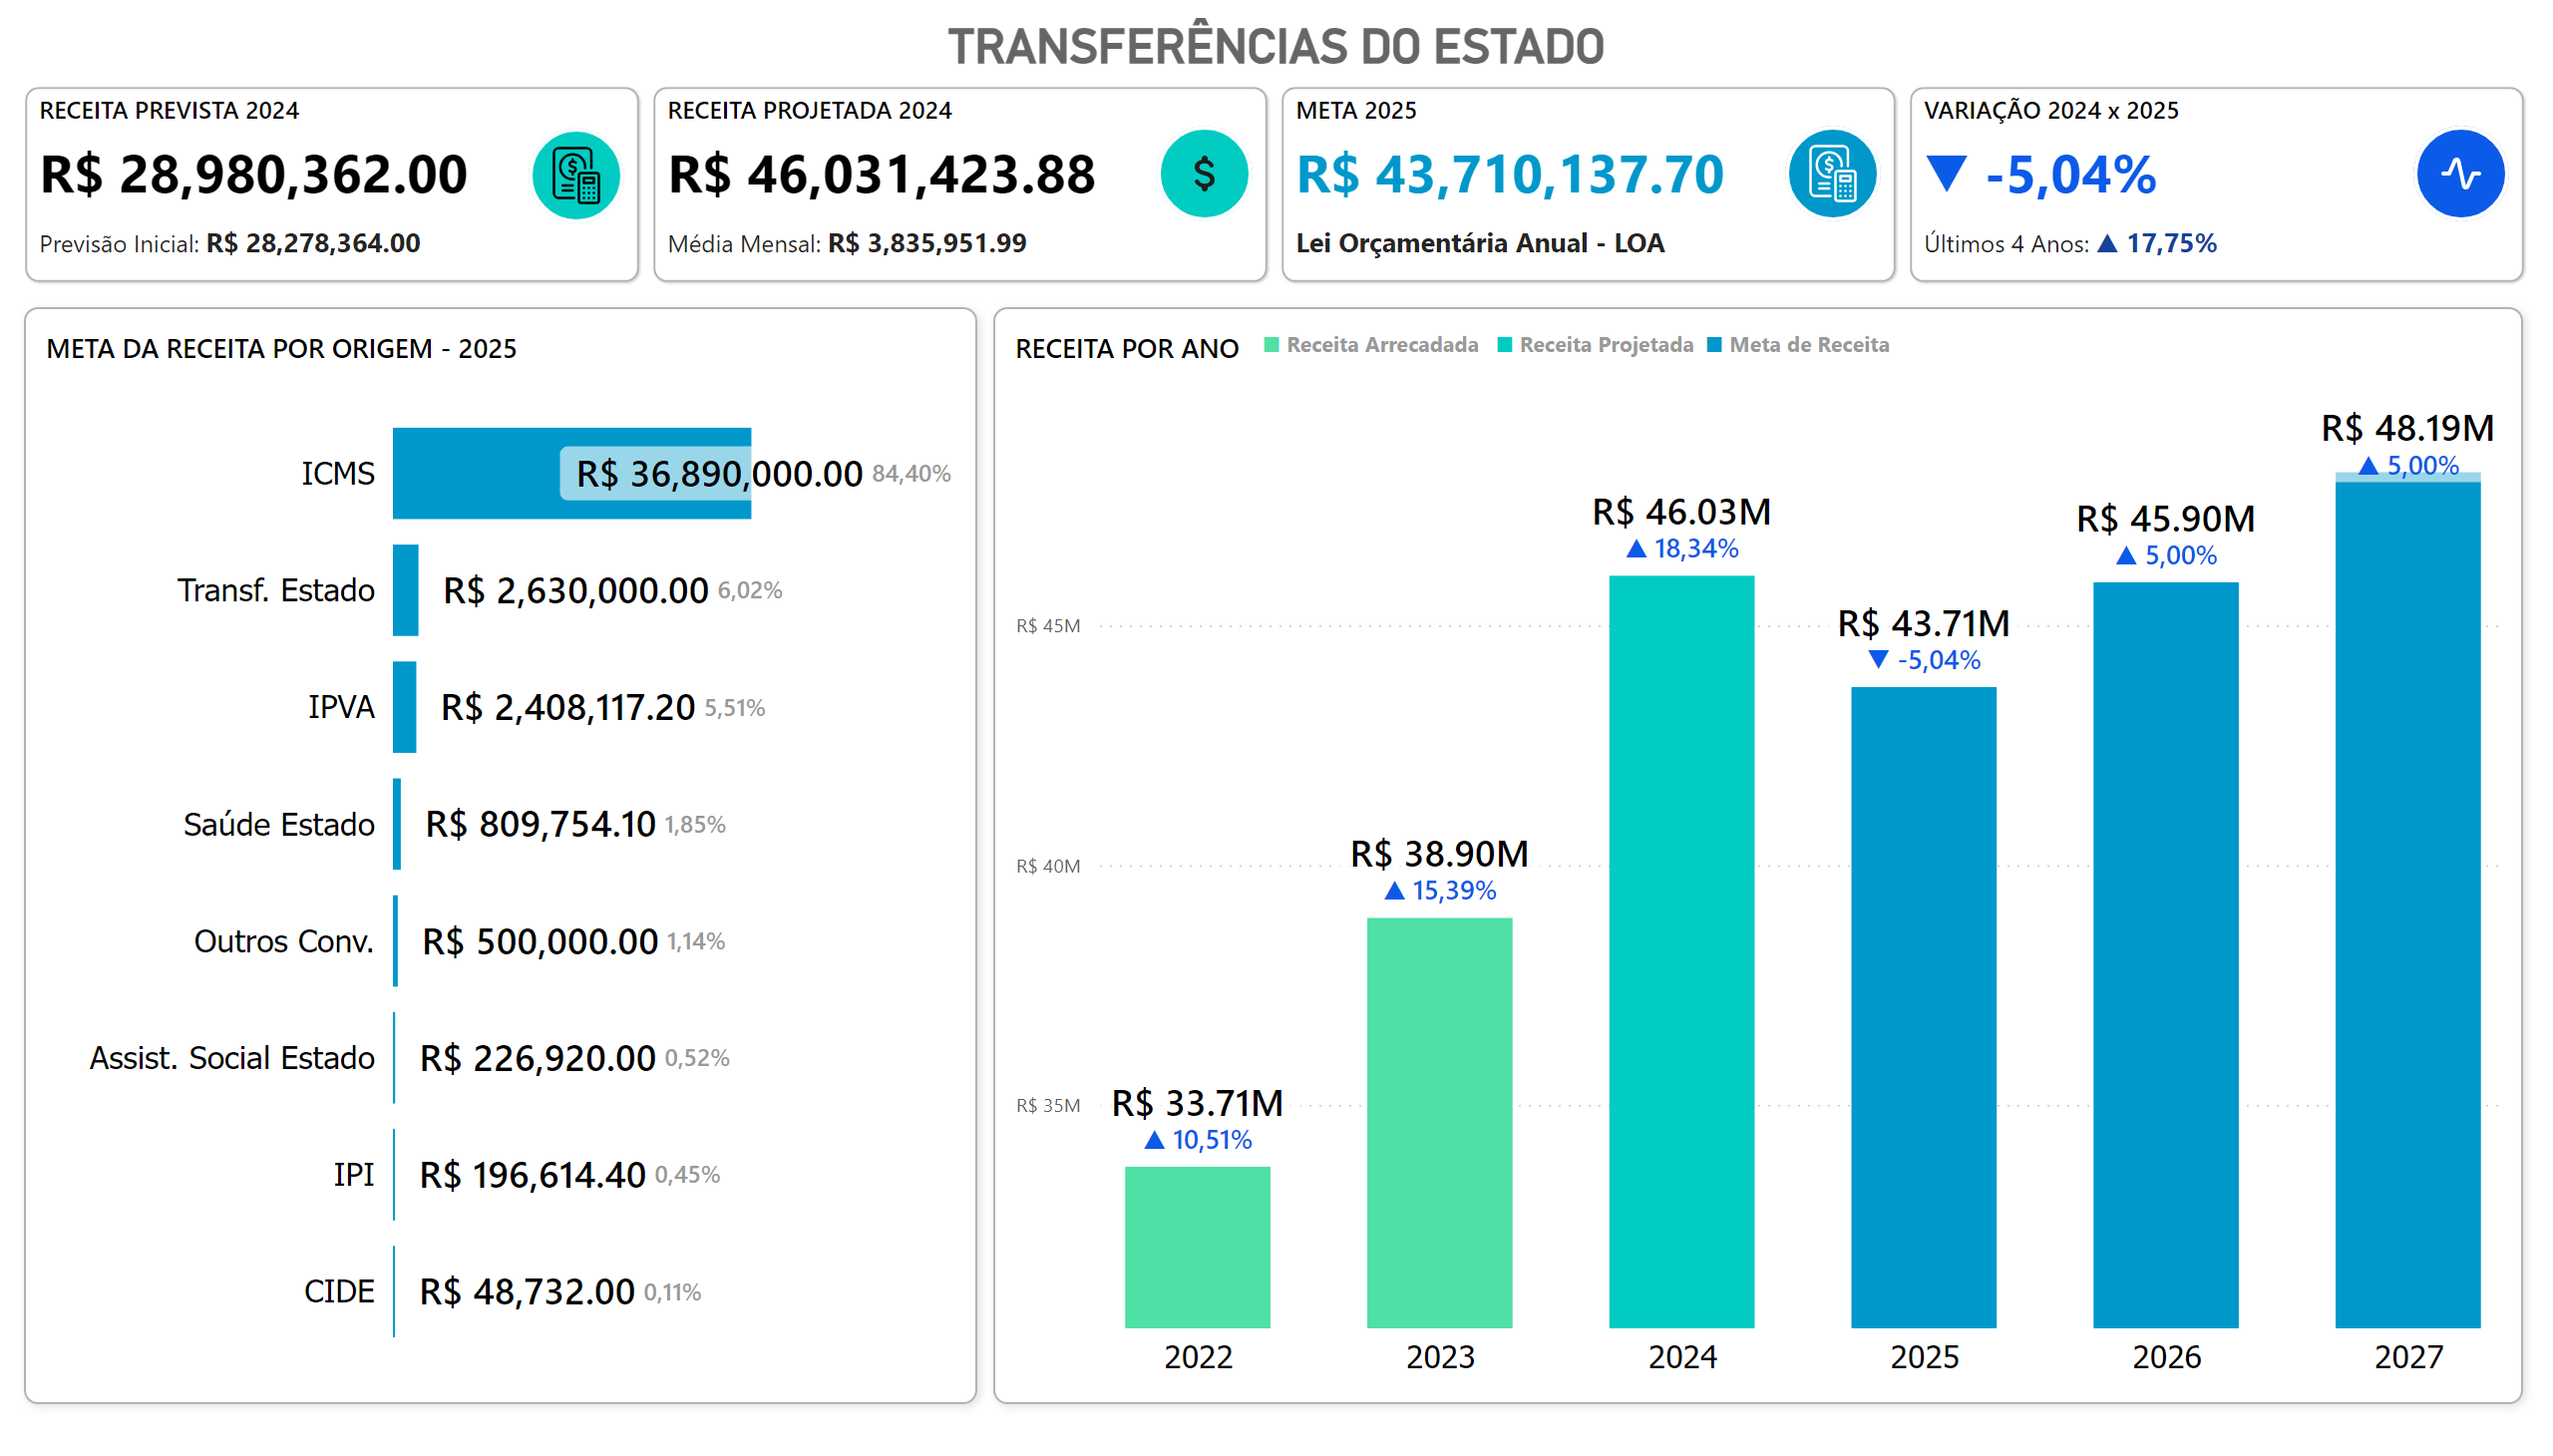 TRANSFERÊNCIAS DO ESTADO
RECEITA PREVISTA 2024
R$ 28,980,362.00
Previsão Inicial: R$ 28,278,364.00
RECEITA PROJETADA 2024
R$ 46,031,423.88
Média Mensal: R$ 3,835,951.99
META 2025
R$ 43,710,137.70
Lei Orçamentária Anual - LOA
VARIAÇÃO 2024 x 2025
▼ -5,04%
Últimos 4 Anos: ▲ 17,75%
META DA RECEITA POR ORIGEM - 2025
ICMS R$ 36,890,000.00 84,40%
Transf. Estado R$ 2,630,000.00 6,02%
IPVA R$ 2,408,117.20 5,51%
Saúde Estado R$ 809,754.10 1,85%
Outros Conv. R$ 500,000.00 1,14%
Assist. Social Estado R$ 226,920.00 0,52%
IPI R$ 196,614.40 0,45%
CIDE R$ 48,732.00 0,11%
RECEITA POR ANO Receita Arrecadada Receita Projetada Meta de Receita
R$ 45M
R$ 40M
R$ 35M
R$ 33.71M
▲ 10,51%
R$ 38.90M
▲ 15,39%
R$ 46.03M
▲ 18,34%
R$ 43.71M
▼ -5,04%
R$ 45.90M
▲ 5,00%
R$ 48.19M
▲ 5,00%
2022 2023 2024 2025 2026 2027